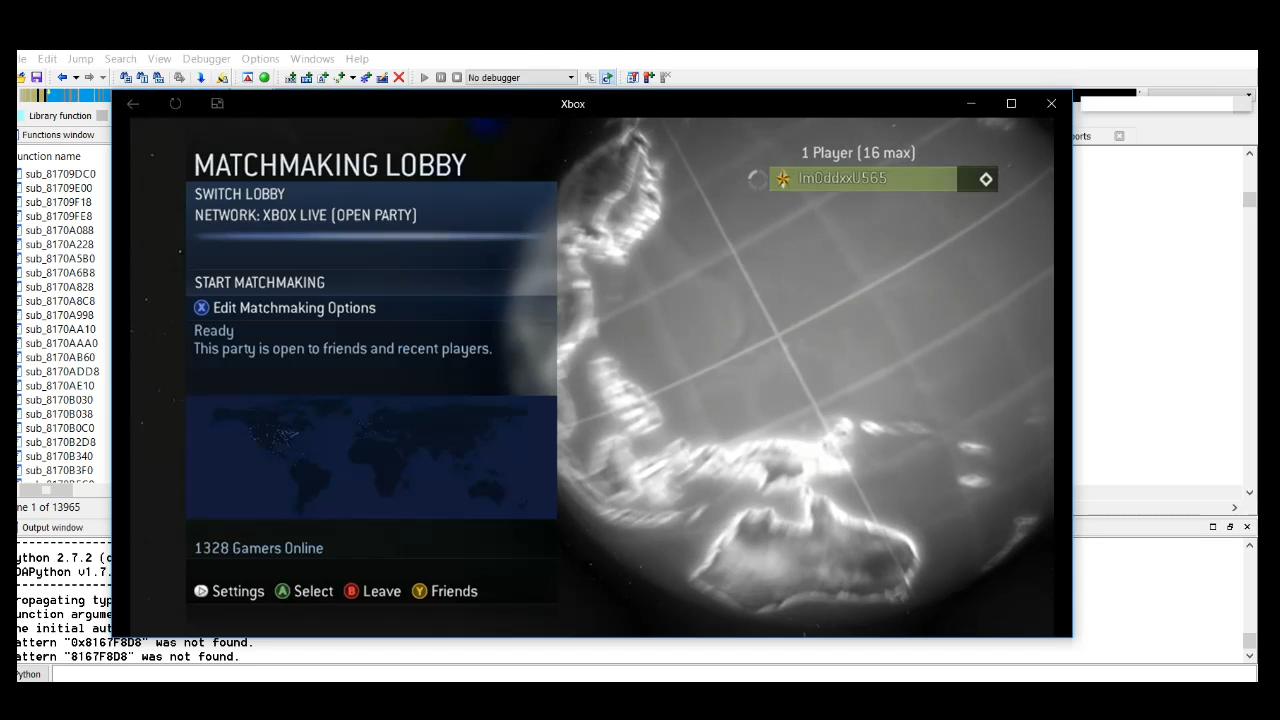 le Edit Jump Search View Debugger Options Windows Help
No debugger
Library function
Functions window
unction name
sub_81709DC0
sub_81709E00
sub_81709F18
sub_81709FE8
sub_8170A088
sub_8170A228
sub_8170A5B0
sub_8170A6B8
sub_8170A828
sub_8170A8C8
sub_8170A998
sub_8170AA10
sub_8170AAA0
sub_8170AB60
sub_8170ADD8
sub_8170AE10
sub_8170B030
sub_8170B038
sub_8170B0C0
sub_8170B2D8
sub_8170B340
sub_8170B3F0
ne 1 of 13965
Xbox
MATCHMAKING LOBBY
SWITCH LOBBY
NETWORK: XBOX LIVE (OPEN PARTY)
START MATCHMAKING
X Edit Matchmaking Options
Ready
This party is open to friends and recent players.
1328 Gamers Online
Settings A Select B Leave Y Friends
1 Player (16 max)
ImOddxxU565
orts
Output window
ython 2.7.2 (d
DAPython v1.7.
ropagating typ
unction argume
he initial aut
attern "0x8167F8D8" was not found.
attern "8167F8D8" was not found.
ython